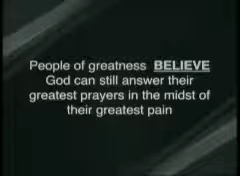 People of greatness BELIEVE
God can still answer their
greatest prayers in the midst of
their greatest pain